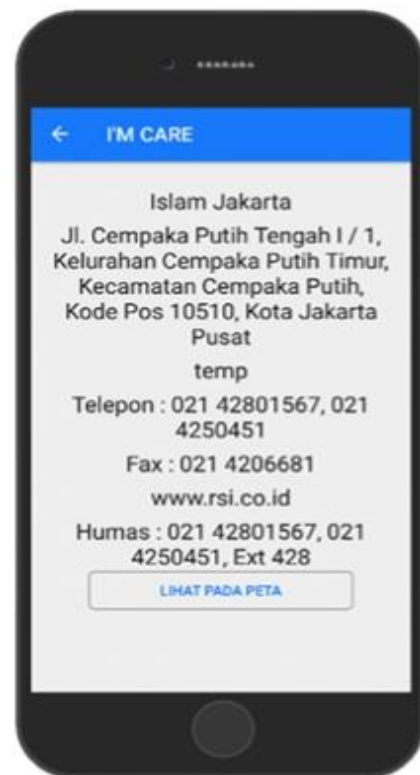 I'M CARE
Islam Jakarta
Jl. Cempaka Putih Tengah I / 1,
Kelurahan Cempaka Putih Timur,
Kecamatan Cempaka Putih,
Kode Pos 10510, Kota Jakarta
Pusat
temp
Telepon : 021 42801567, 021
4250451
Fax : 021 4206681
www.rsi.co.id
Humas : 021 42801567, 021
4250451, Ext 428
LIHAT PADA PETA